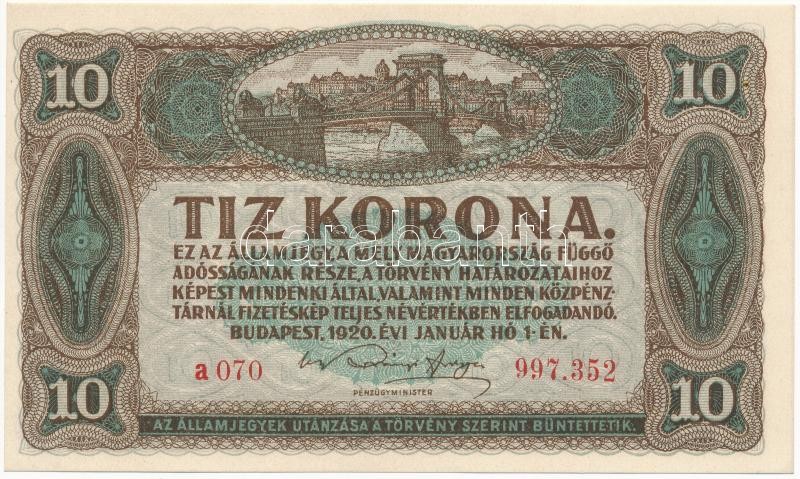 10 10
TIZ KORONA.
EZ AZ ÁLLAMJEGY, A MELY MAGYARORSZÁG FÜGGŐ
ADÓSSÁGÁNAK RÉSZE, A TÖRVÉNY HATÁROZATAIHOZ
KÉPEST MINDENKI ÁLTAL, VALAMINT MINDEN KÖZPÉNZ-
TÁRNÁL FIZETÉSKÉP TELJES NÉVÉRTÉKBEN ELFOGADANDÓ.
BUDAPEST, 1920. ÉVI JANUÁR HÓ 1-ÉN.
a 070 997.352
PÉNZÜGYMINISTER
10 10
AZ ÁLLAMJEGYEK UTÁNZÁSA A TÖRVÉNY SZERINT BÜNTETTETIK.
darabanth